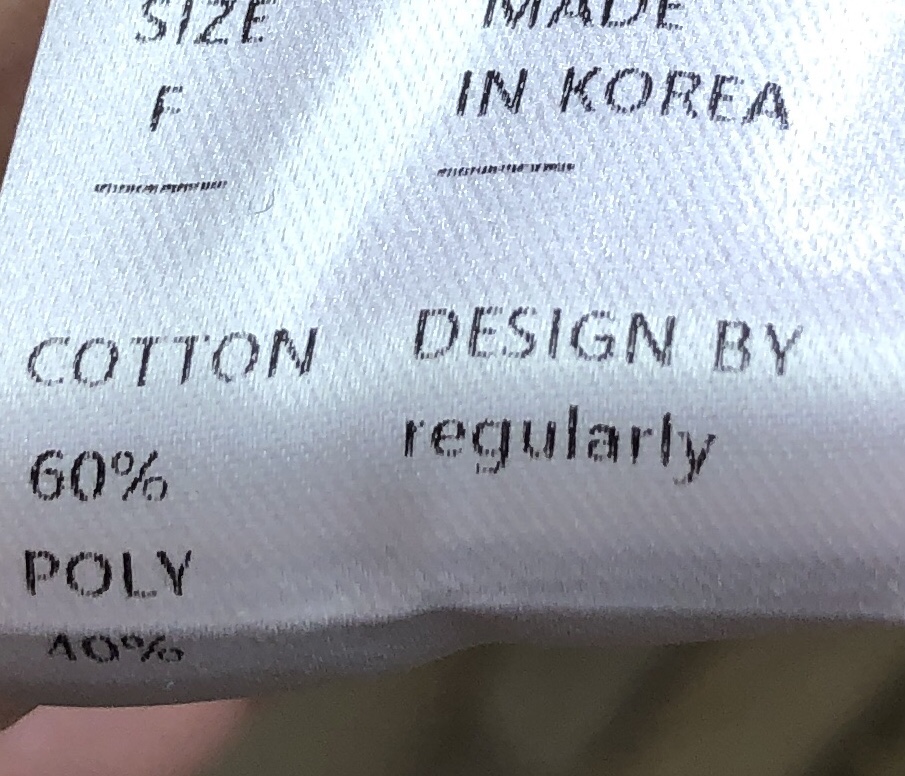 SIZE
F
COTTON
60%
POLY
40%
MADE
IN KOREA
DESIGN BY
regularly